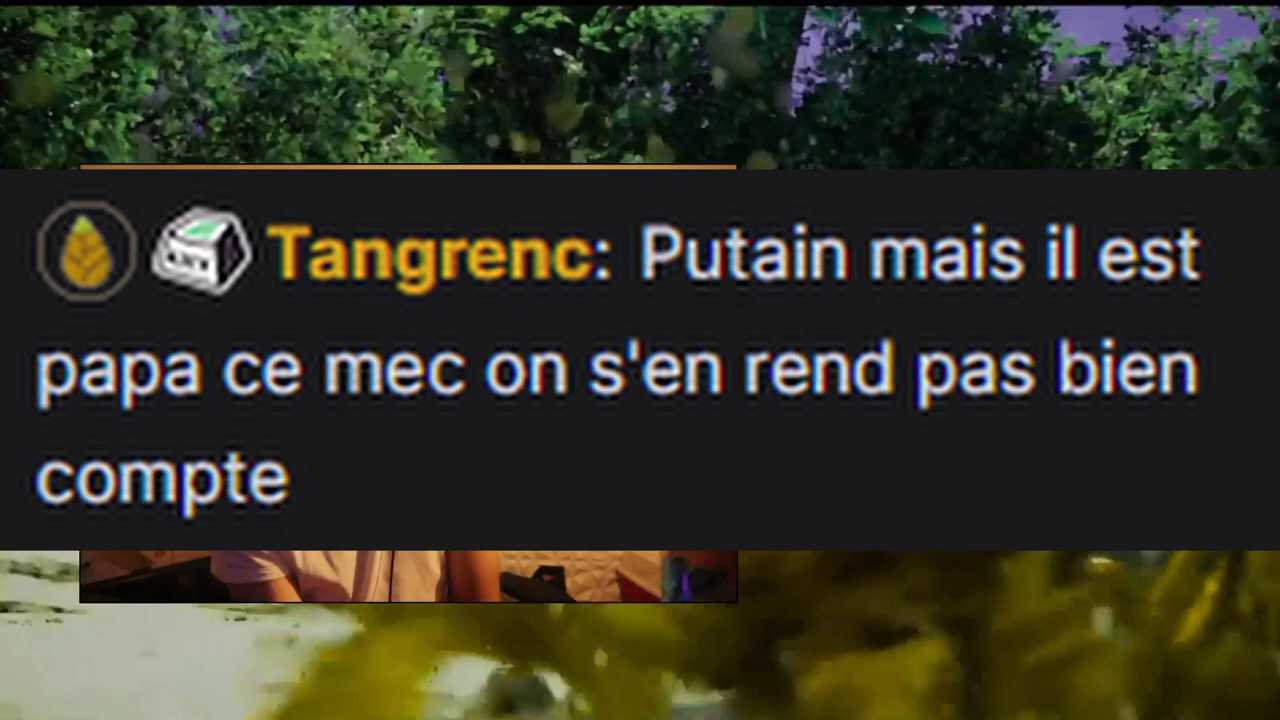 Tangrenc: Putain mais il est
papa ce mec on s'en rend pas bien
compte